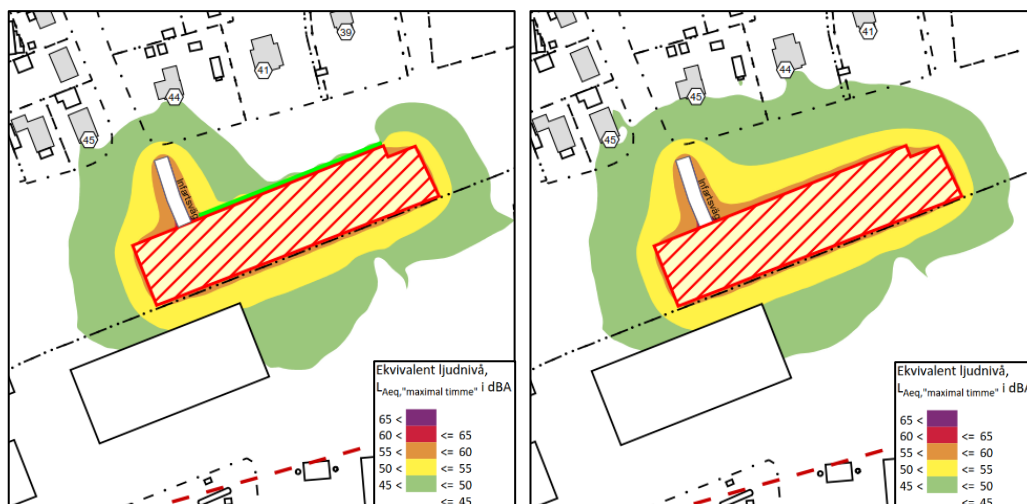 39
41
44
45
Infartsväg
Ekvivalent ljudnivå,
LAeq,"maximal timme" i dBA
65 <
60 < <= 65
55 < <= 60
50 < <= 55
45 < <= 50
<= 45
41
44
45
45
Infartsväg
Ekvivalent ljudnivå,
LAeq,"maximal timme" i dBA
65 <
60 < <= 65
55 < <= 60
50 < <= 55
45 < <= 50
<= 45